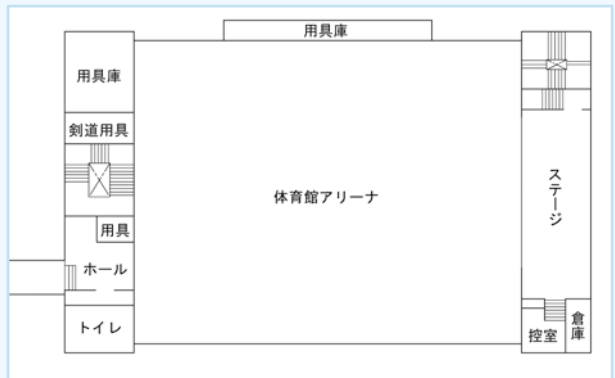 用具庫
用具庫
剣道用具
体育館アリーナ
ステージ
用具
ホール
トイレ
控室
倉庫